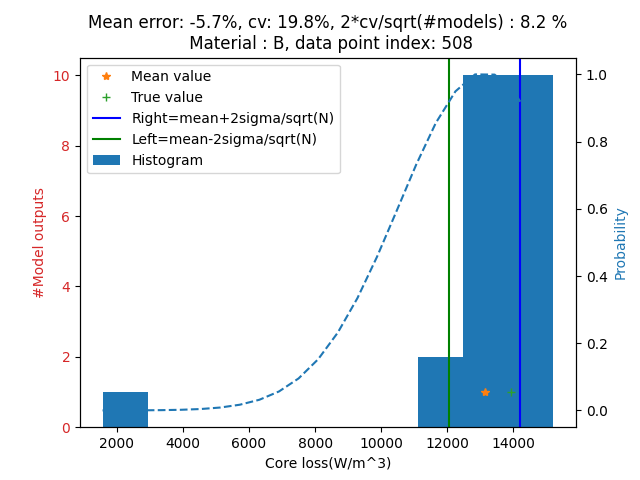 Mean error: -5.7%, cv: 19.8%, 2*cv/sqrt(#models) : 8.2 %
Material : B, data point index: 508
Mean value
True value
Right=mean+2sigma/sqrt(N)
Left=mean-2sigma/sqrt(N)
Histogram
10
8
6
4
2
0
#Model outputs
1.0
0.8
0.6
0.4
0.2
0.0
Probability
2000 4000 6000 8000 10000 12000 14000
Core loss(W/m^3)